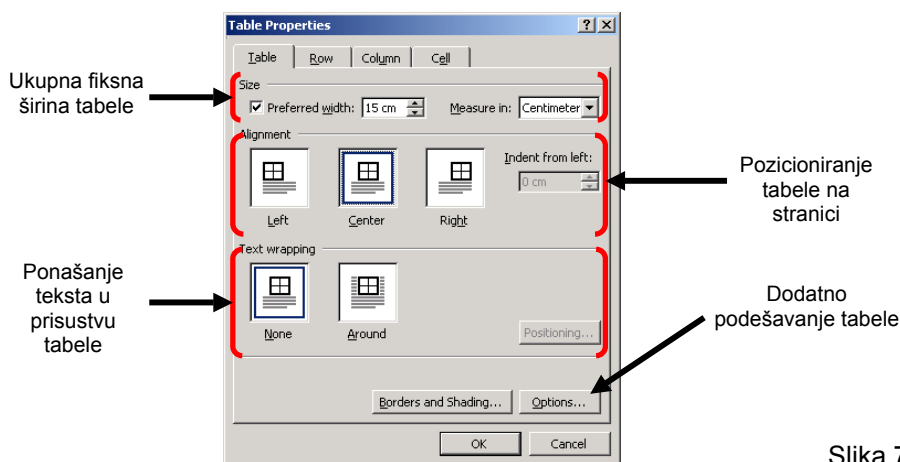 Table Properties
Table Row Column Cell
Ukupna fiksna
širina tabele
Size
Preferred width: 15 cm Measure in: Centimeter
Alignment
Indent from left:
0 cm
Left Center Right
Pozicioniranje
tabele na
stranici
Text wrapping
None Around Positioning...
Ponašanje
teksta u
prisustvu
tabele
Dodatno
podešavanje tabele
Borders and Shading... Options...
OK Cancel
Slika 7